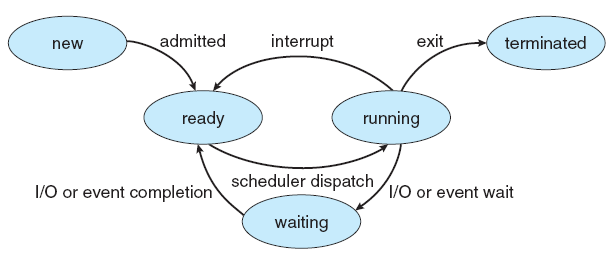 new
admitted
interrupt
exit
terminated
ready
running
I/O or event completion
scheduler dispatch
I/O or event wait
waiting